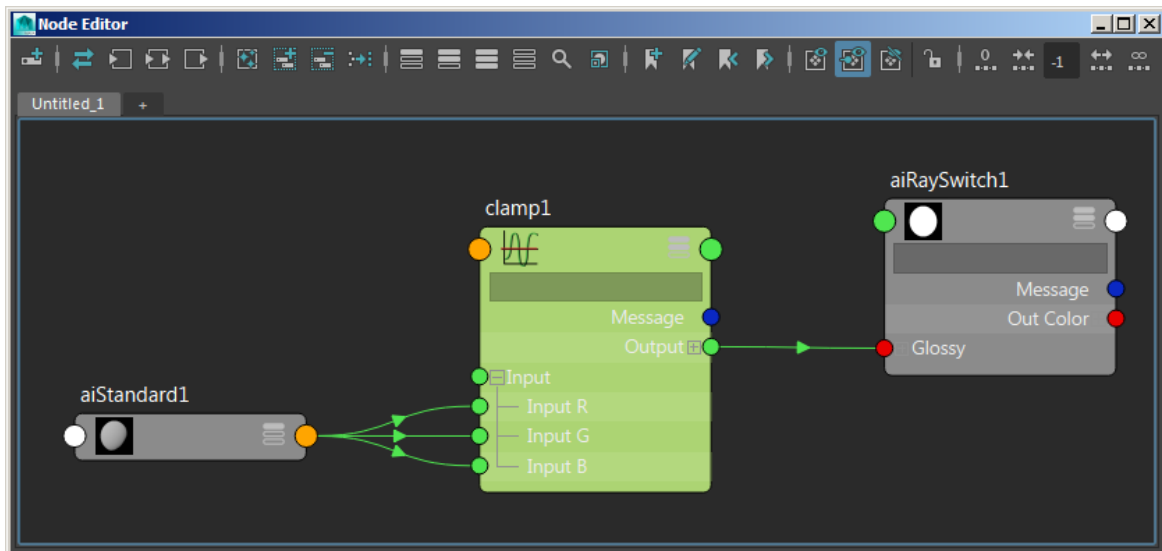 Node Editor
0
-1
∞
Untitled_1 +
aiRaySwitch1
clamp1
Message
Out Color
Message
Output
Glossy
Input
aiStandard1
Input R
Input G
Input B